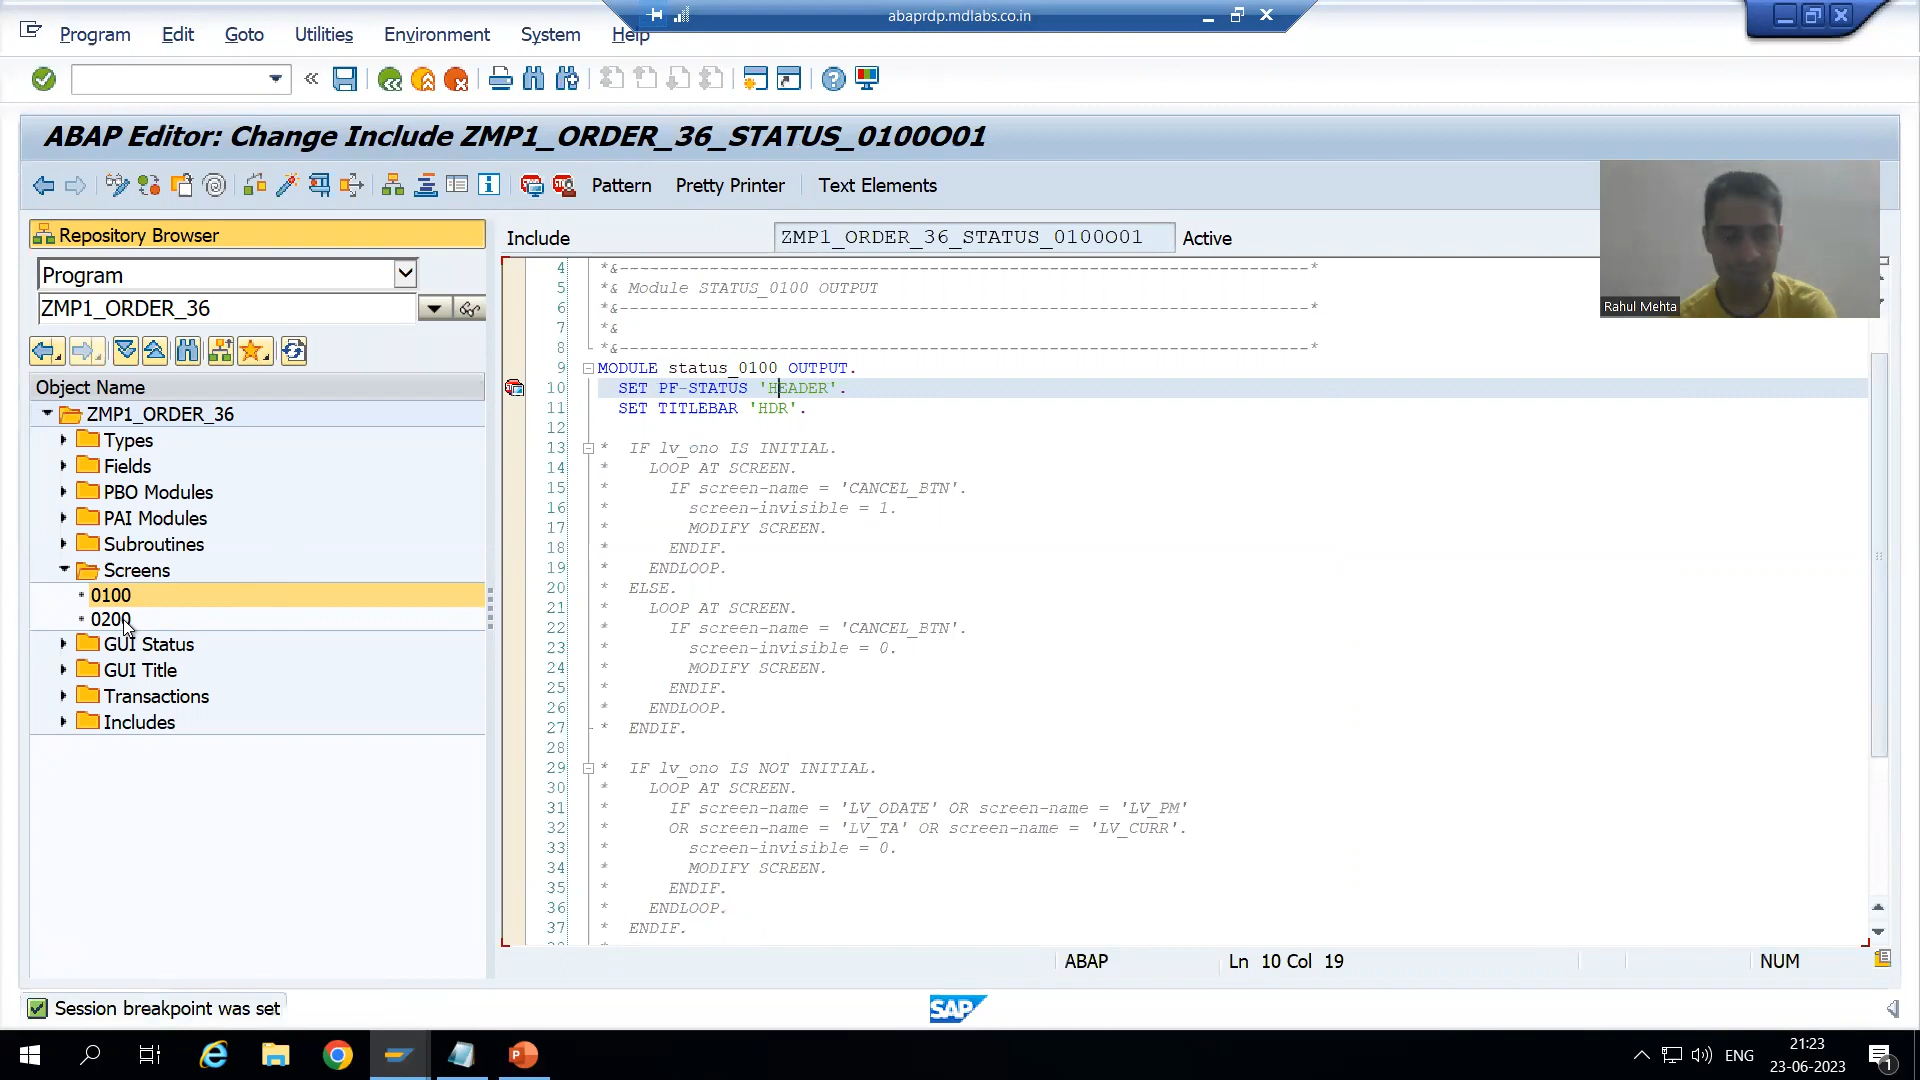 abaprdp.mdlabs.co.in
Program Edit Goto Utilities Environment System Help
ABAP Editor: Change Include ZMP1_ORDER_36_STATUS_0100O01
Pattern Pretty Printer Text Elements
Repository Browser
Program
ZMP1_ORDER_36
Object Name
ZMP1_ORDER_36
Types
Fields
PBO Modules
PAI Modules
Subroutines
Screens
0100
0200
GUI Status
GUI Title
Transactions
Includes
Include ZMP1_ORDER_36_STATUS_0100O01 Active
Rahul Mehta
4 *&---------------------------------------------------------------------*
5 *& Module STATUS_0100 OUTPUT
6 *&---------------------------------------------------------------------*
7 *&
8 *&---------------------------------------------------------------------*
9 MODULE status_0100 OUTPUT.
10 SET PF-STATUS 'HEADER'.
11 SET TITLEBAR 'HDR'.
12
13 * IF lv_ono IS INITIAL.
14 * LOOP AT SCREEN.
15 * IF screen-name = 'CANCEL_BTN'.
16 * screen-invisible = 1.
17 * MODIFY SCREEN.
18 * ENDIF.
19 * ENDLOOP.
20 * ELSE.
21 * LOOP AT SCREEN.
22 * IF screen-name = 'CANCEL_BTN'.
23 * screen-invisible = 0.
24 * MODIFY SCREEN.
25 * ENDIF.
26 * ENDLOOP.
27 * ENDIF.
28
29 * IF lv_ono IS NOT INITIAL.
30 * LOOP AT SCREEN.
31 * IF screen-name = 'LV_ODATE' OR screen-name = 'LV_PM'
32 * OR screen-name = 'LV_TA' OR screen-name = 'LV_CURR'.
33 * screen-invisible = 0.
34 * MODIFY SCREEN.
35 * ENDIF.
36 * ENDLOOP.
37 * ENDIF.
ABAP Ln 10 Col 19 NUM
Session breakpoint was set
SAP
ENG
21:23
23-06-2023
1